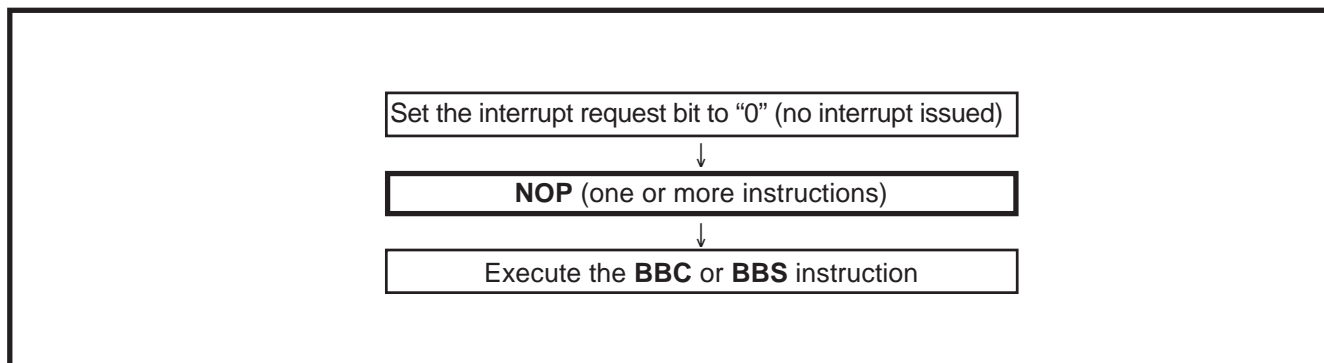 Set the interrupt request bit to “0” (no interrupt issued)
NOP (one or more instructions)
Execute the BBC or BBS instruction